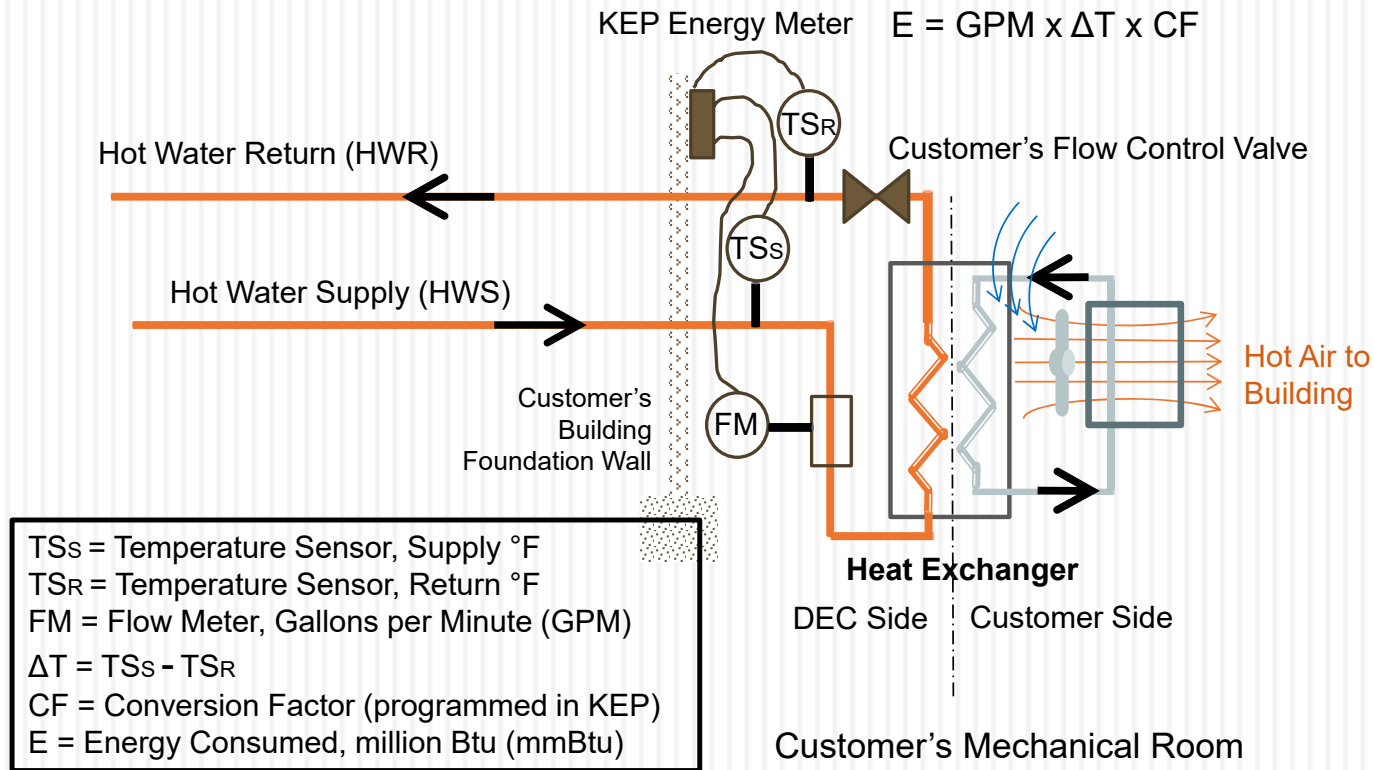 KEP Energy Meter
E = GPM x ΔT x CF
TSR
Hot Water Return (HWR)
Customer's Flow Control Valve
TSS
Hot Water Supply (HWS)
Hot Air to
Building
Customer's
Building
Foundation Wall
FM
TSS = Temperature Sensor, Supply °F
TSR = Temperature Sensor, Return °F
FM = Flow Meter, Gallons per Minute (GPM)
ΔT = TSS - TSR
CF = Conversion Factor (programmed in KEP)
E = Energy Consumed, million Btu (mmBtu)
Heat Exchanger
DEC Side
Customer Side
Customer's Mechanical Room